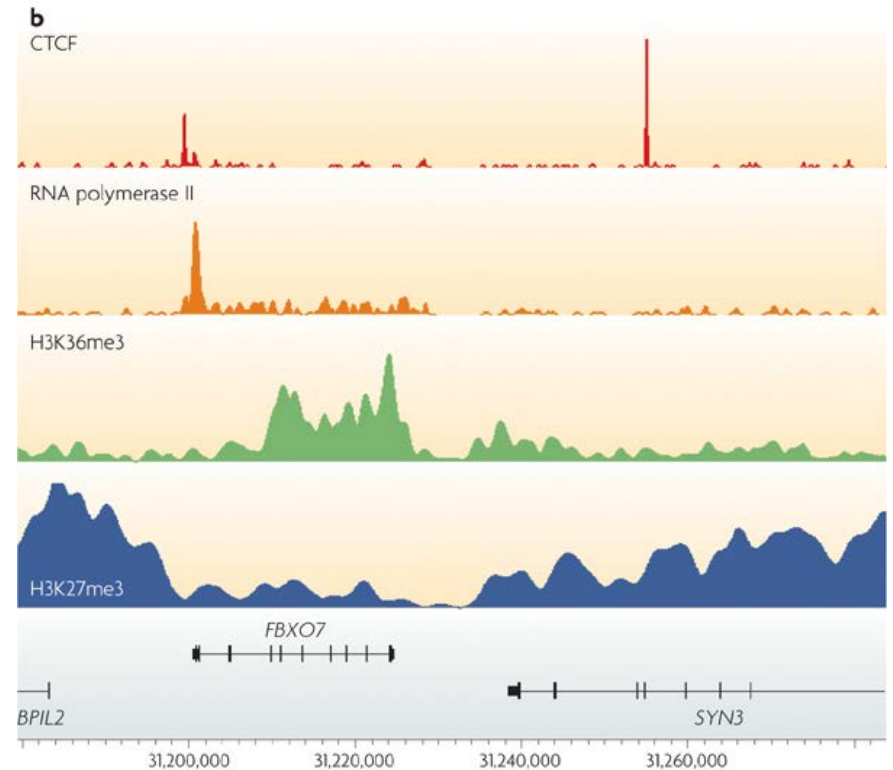 b
CTCF
RNA polymerase II
H3K36me3
H3K27me3
FBXO7
BPIL2
SYN3
31,200,000 31,220,000 31,240,000 31,260,000